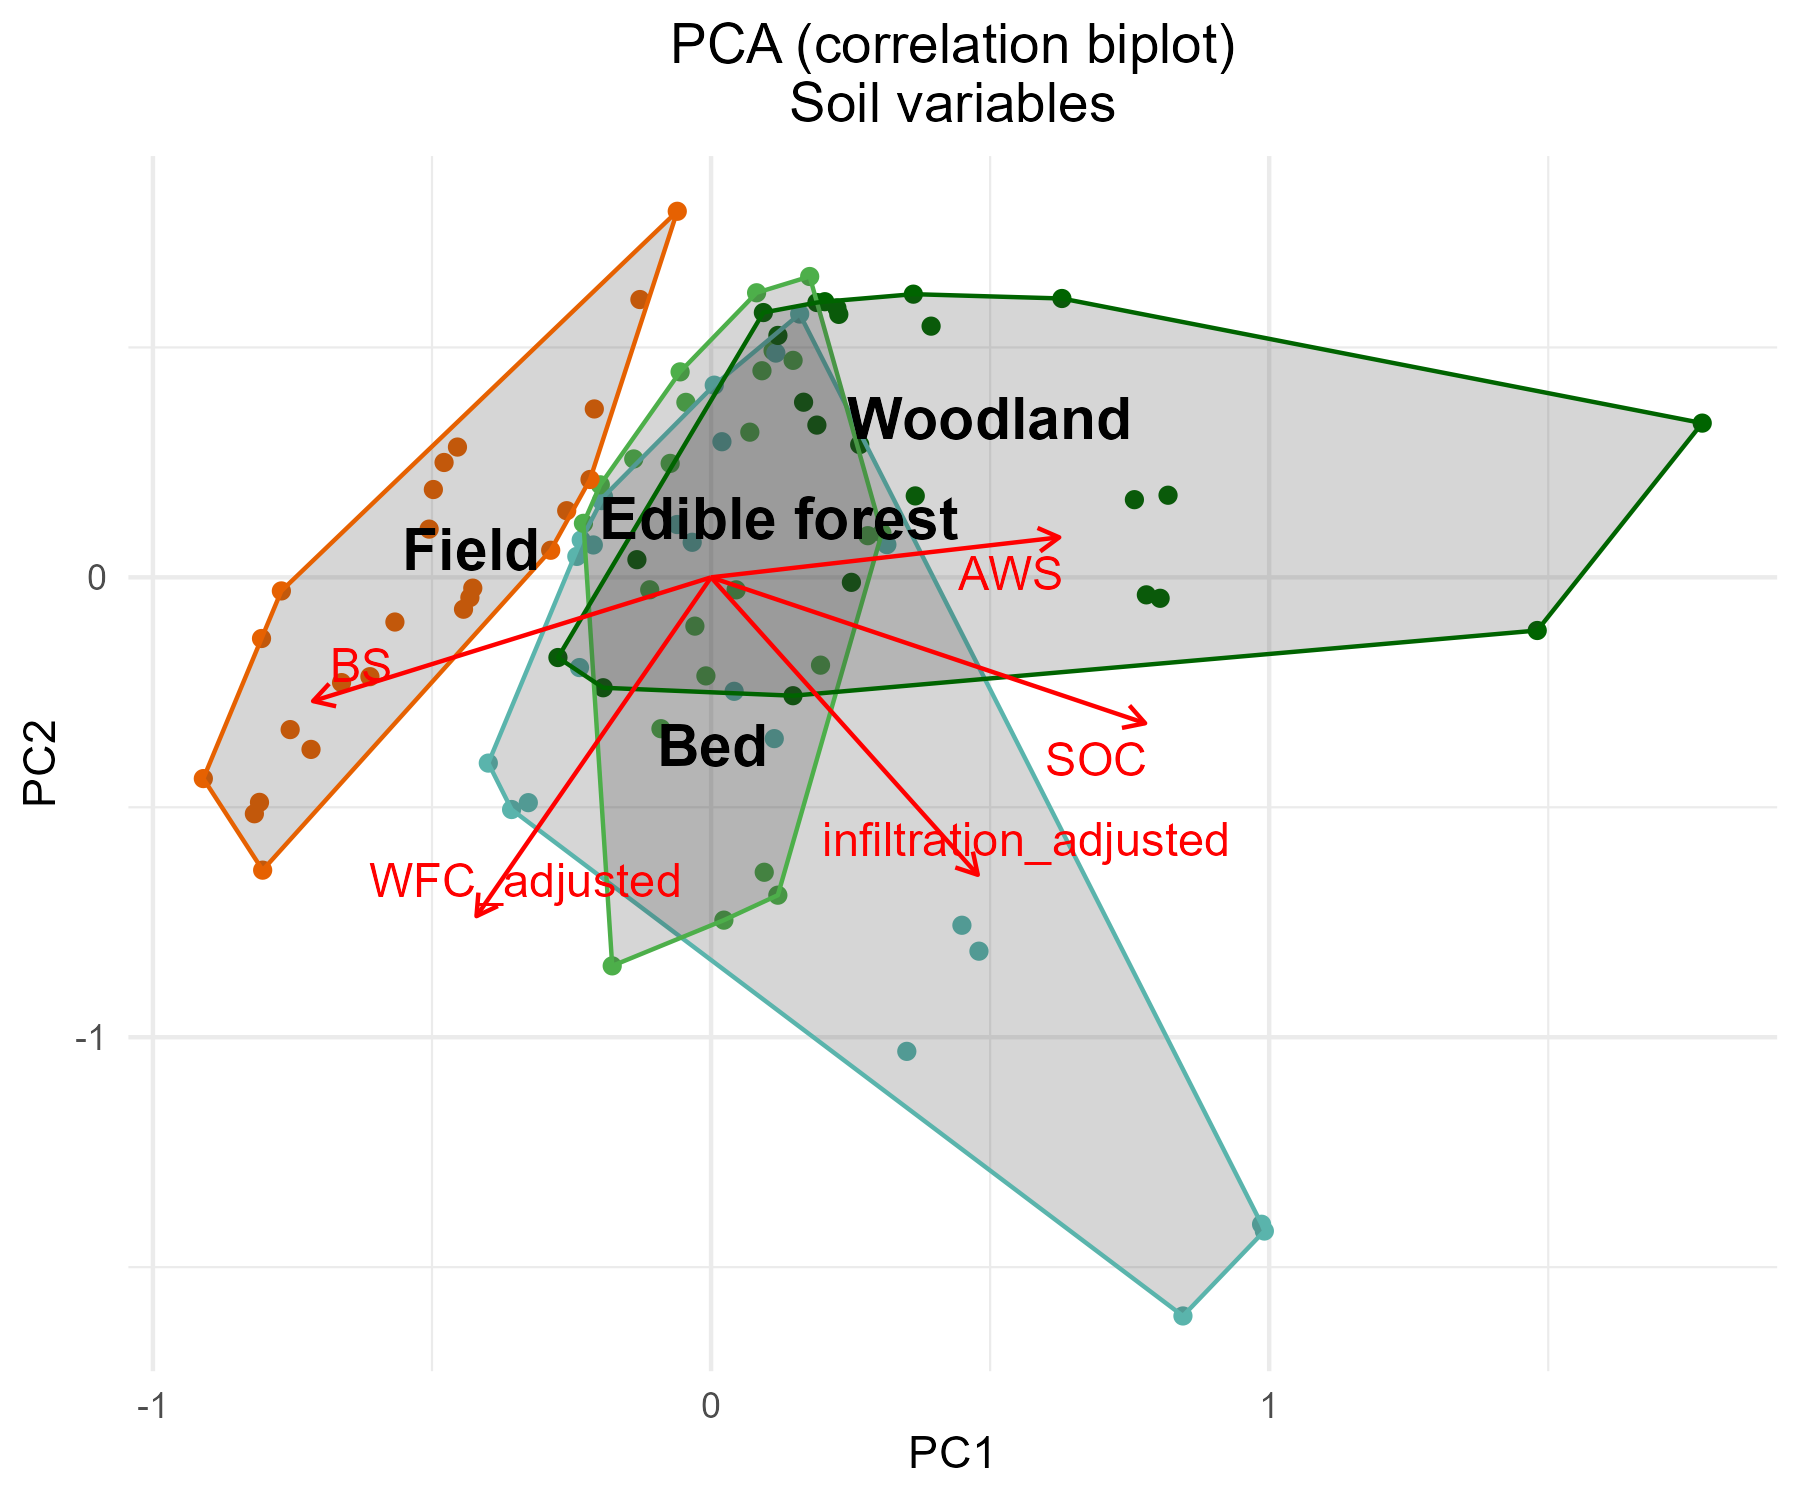 PCA (correlation biplot)
Soil variables
Woodland
Edible forest
Field
AWS
BS
Bed
SOC
infiltration_adjusted
WFC_adjusted
PC2
0
-1
-1
0
1
PC1